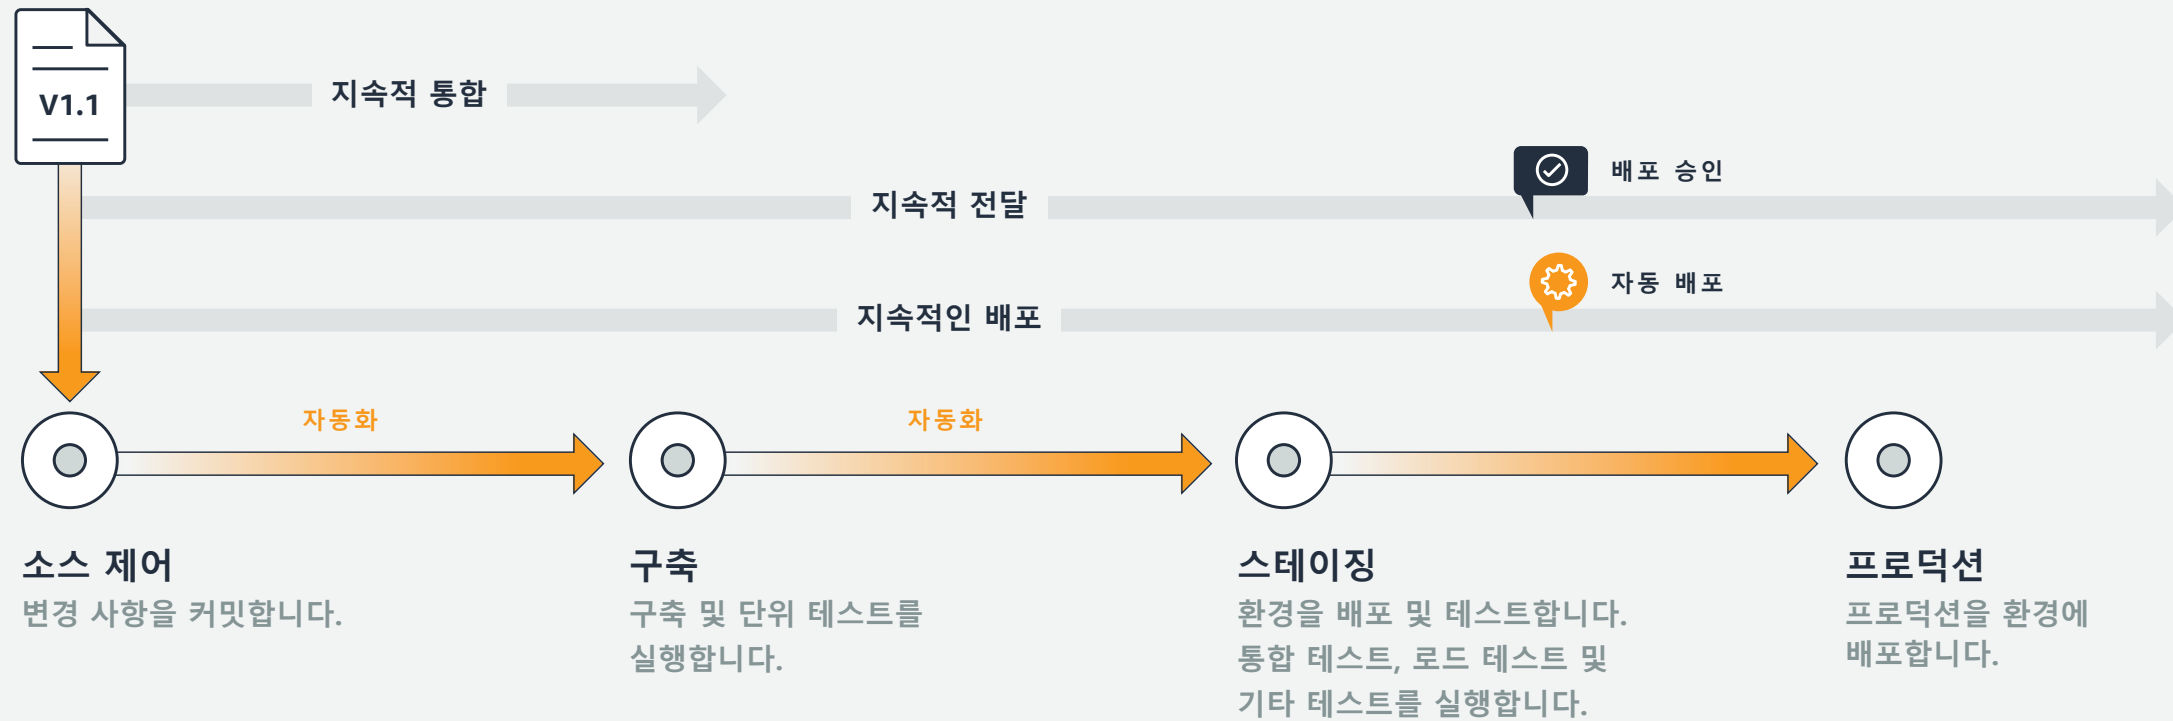 V1.1
지속적 통합
배포 승인
지속적 전달
자동 배포
지속적인 배포
자동화
자동화
소스 제어
변경 사항을 커밋합니다.
구축
구축 및 단위 테스트를
실행합니다.
스테이징
환경을 배포 및 테스트합니다.
통합 테스트, 로드 테스트 및
기타 테스트를 실행합니다.
프로덕션
프로덕션을 환경에
배포합니다.